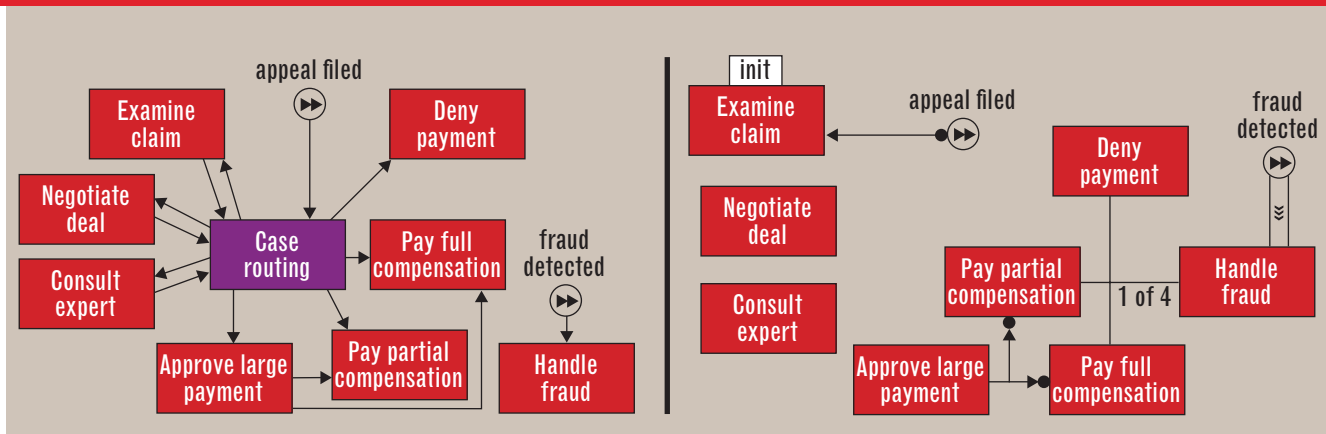 appeal filed
Examine
claim
Deny
payment
Negotiate
deal
Case
routing
Pay full
compensation
fraud
detected
Consult
expert
Approve large
payment
Pay partial
compensation
Handle
fraud
init
Examine
claim
appeal filed
fraud
detected
Deny
payment
Negotiate
deal
Pay partial
compensation
1 of 4
Handle
fraud
Consult
expert
Approve large
payment
Pay full
compensation